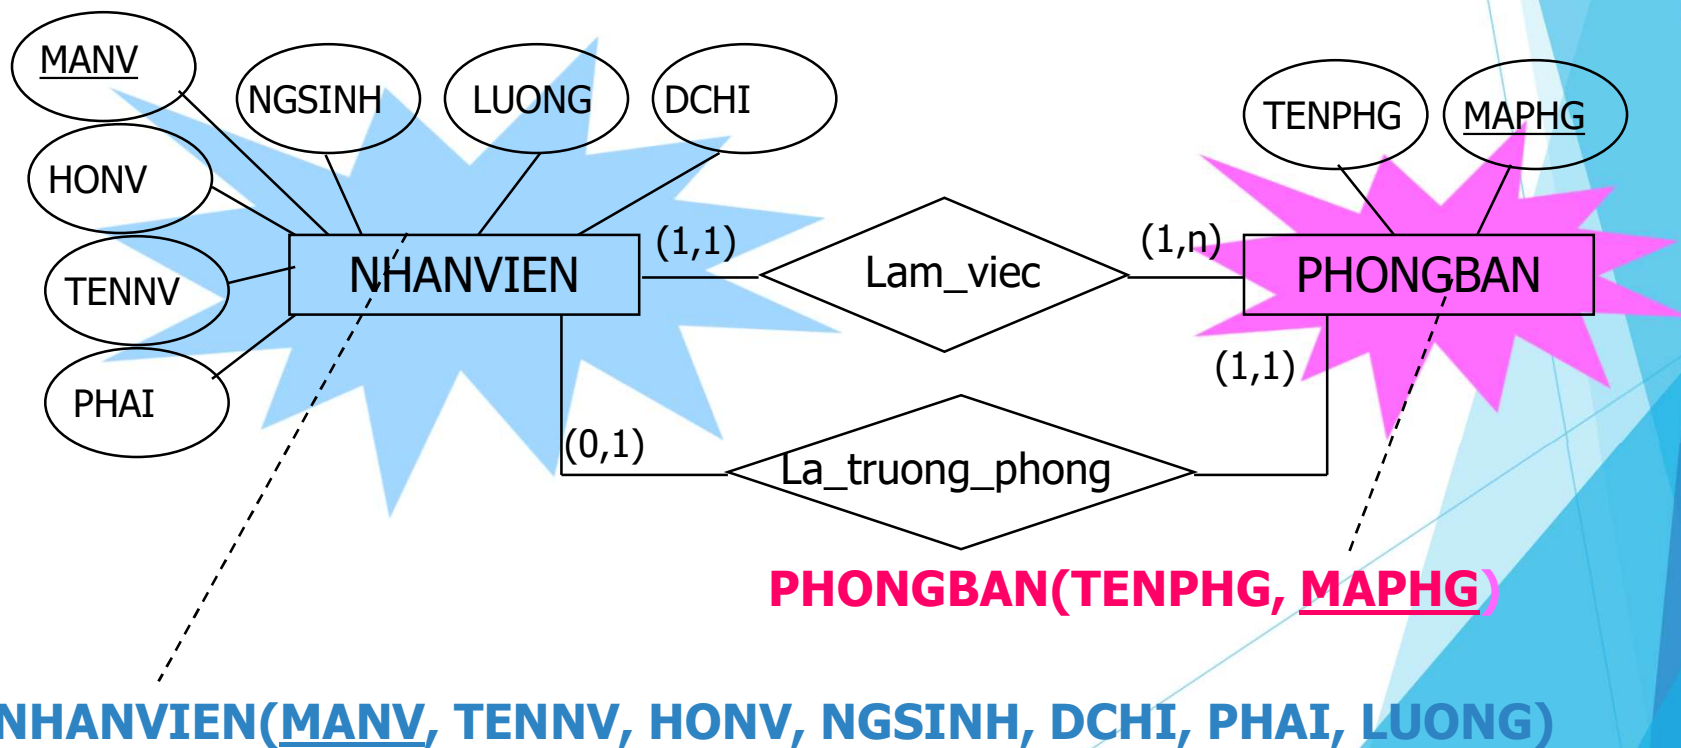 MANV
NGSINH
LUONG
DCHI
TENPHG
MAPHG
HONV
TENNV
PHAI
NHANVIEN
(1,1)
Lam_viec
(1,n)
PHONGBAN
(1,1)
(0,1)
La_truong_phong
PHONGBAN(TENPHG, MAPHG)
NHANVIEN(MANV, TENNV, HONV, NGSINH, DCHI, PHAI, LUONG)